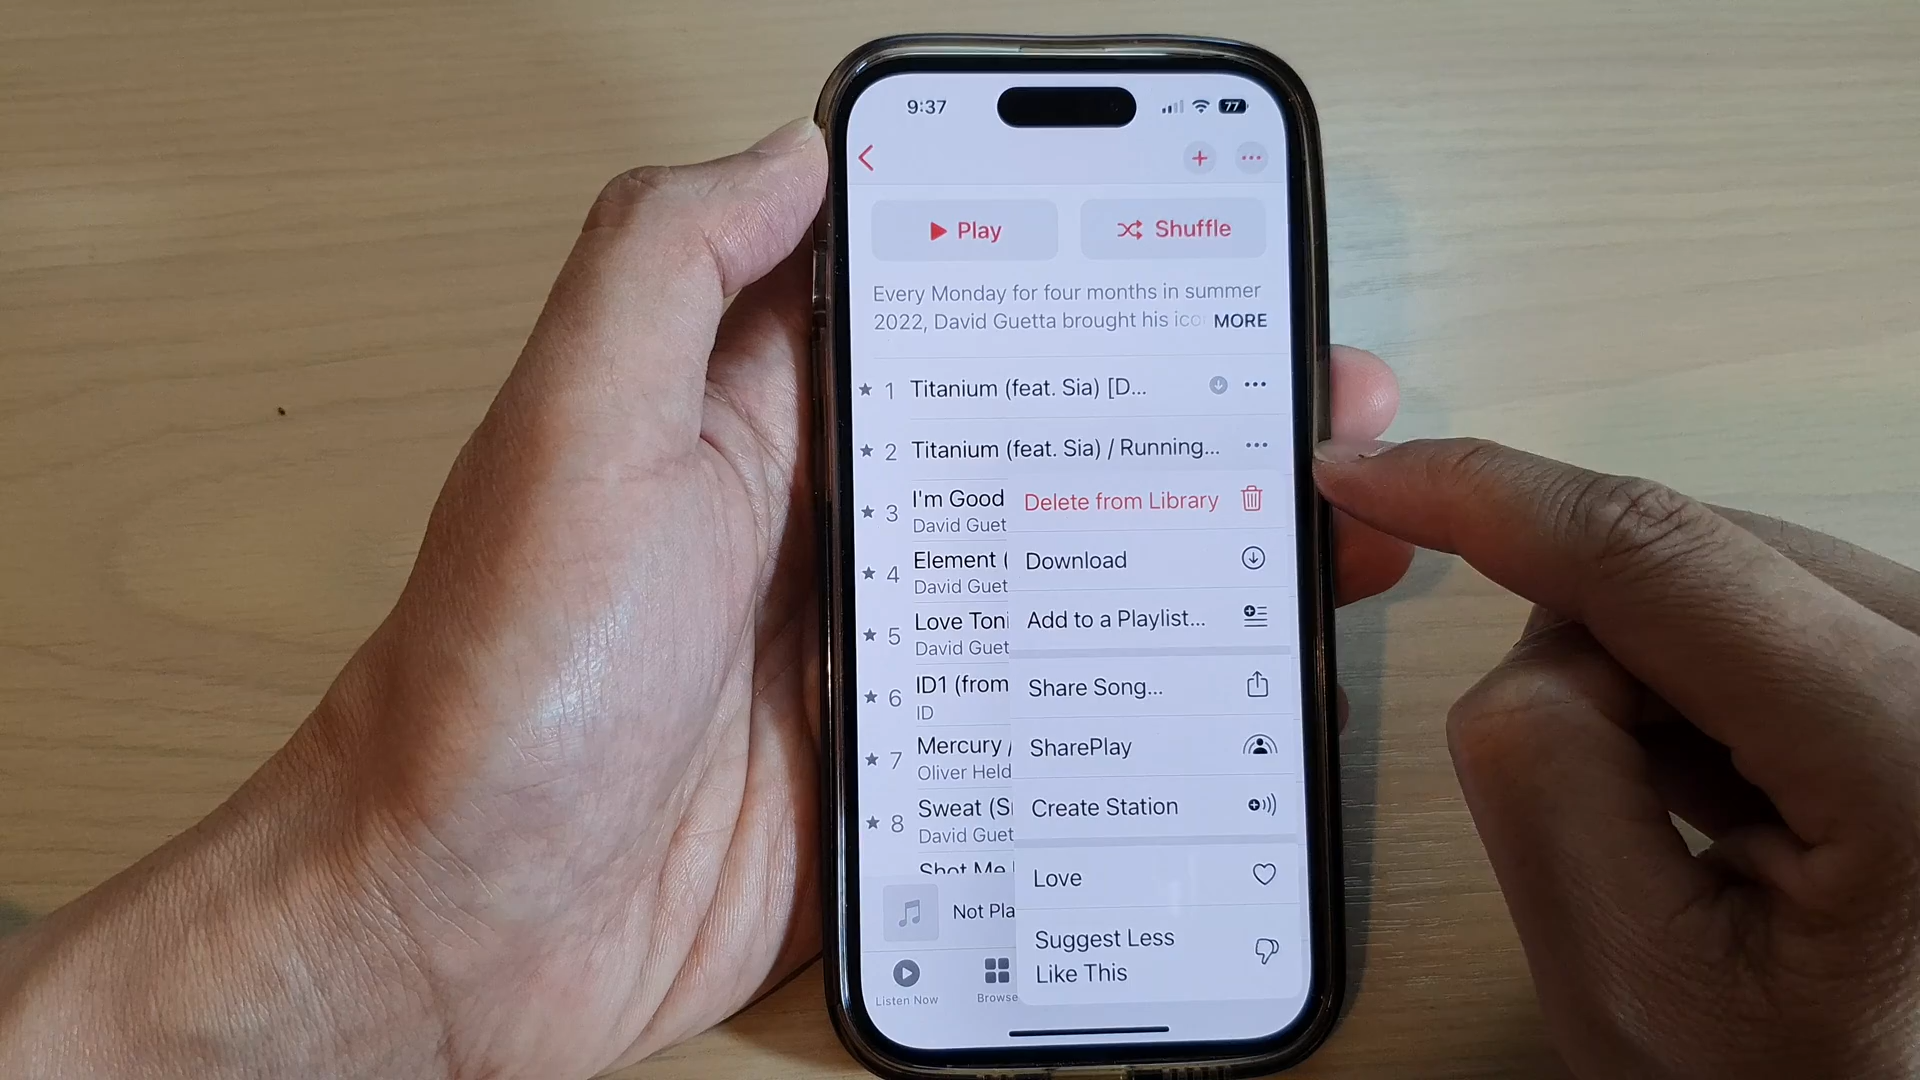 9:37
77
Play
Shuffle
Every Monday for four months in summer
2022, David Guetta brought his ico
MORE
1 Titanium (feat. Sia) [D...
2 Titanium (feat. Sia) / Running...
3 I'm Good
David Guet
4 Element (
David Guet
5 Love Toni
David Guet
6 ID1 (from
ID
7 Mercury /
Oliver Held
8 Sweat (S
David Guet
Shot Me
Delete from Library
Download
Add to a Playlist...
Share Song...
SharePlay
Create Station
Love
Suggest Less
Like This
Not Pla
Listen Now
Browse